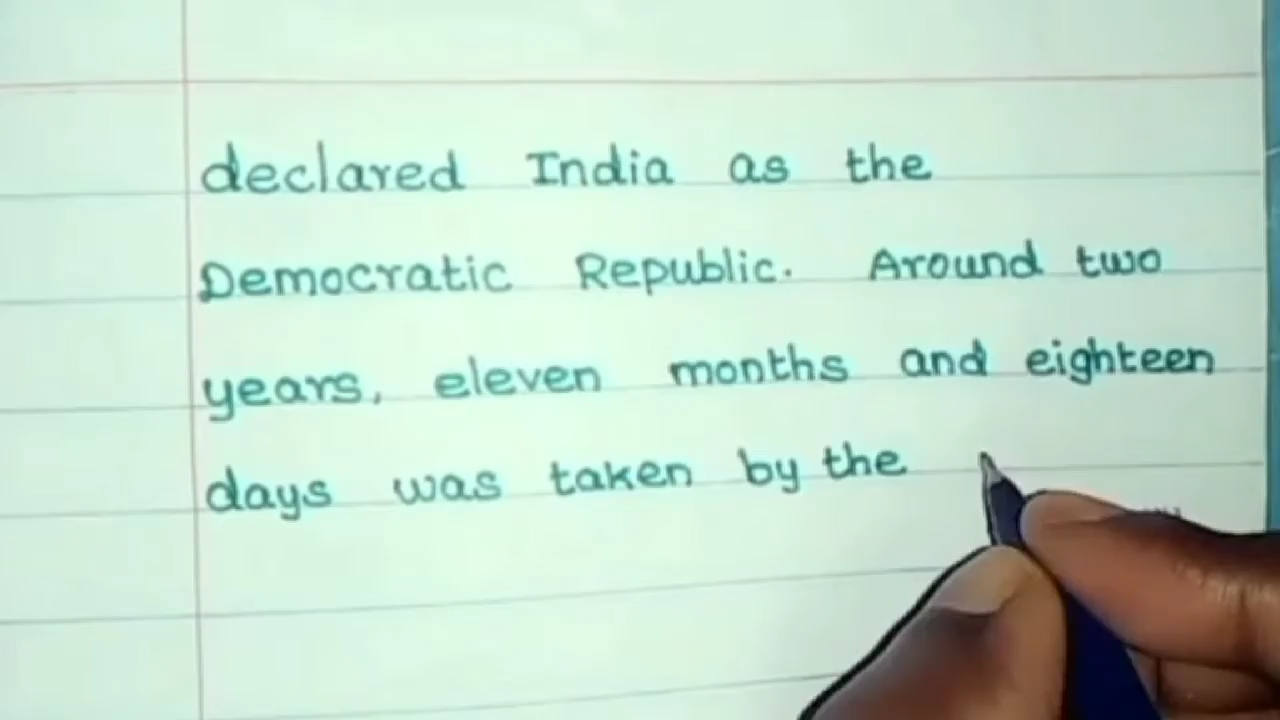 declared India as the
Democratic Republic. Around two
years, eleven months and eighteen
days was taken by the